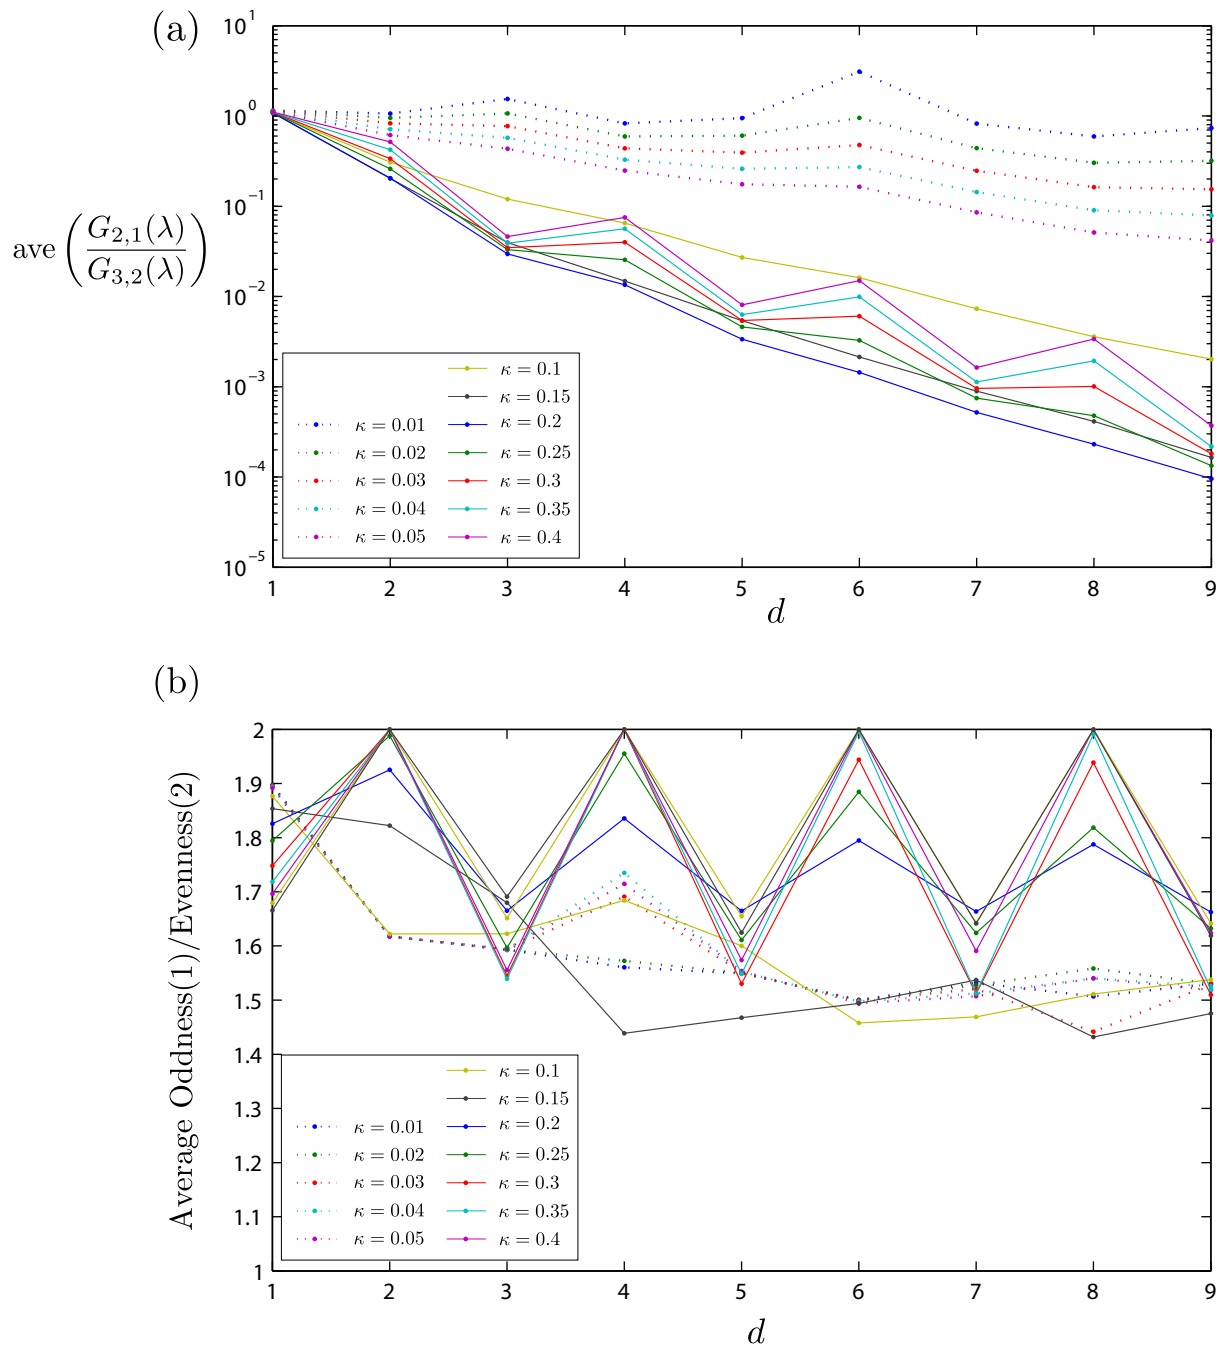 (a)
10^1
10^0
10^−1
10^−2
10^−3
10^−4
10^−5
ave ( G_{2,1}(λ) / G_{3,2}(λ) )
κ = 0.1
κ = 0.15
κ = 0.01 κ = 0.2
κ = 0.02 κ = 0.25
κ = 0.03 κ = 0.3
κ = 0.04 κ = 0.35
κ = 0.05 κ = 0.4
1 2 3 4 5 6 7 8 9
d
(b)
Average Oddness(1)/Evenness(2)
2
1.9
1.8
1.7
1.6
1.5
1.4
1.3
1.2
1.1
1
κ = 0.1
κ = 0.15
κ = 0.01 κ = 0.2
κ = 0.02 κ = 0.25
κ = 0.03 κ = 0.3
κ = 0.04 κ = 0.35
κ = 0.05 κ = 0.4
1 2 3 4 5 6 7 8 9
d